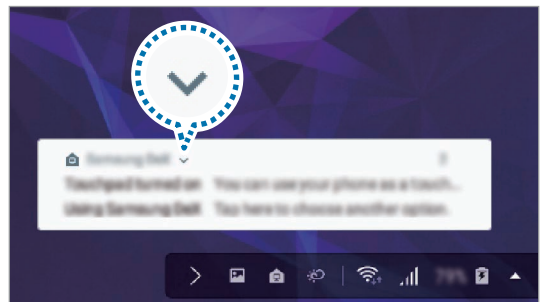 Samsung DeX
Touchpad turned on You can use your phone as a touch...
Using Samsung DeX Tap here to choose another option.
79%